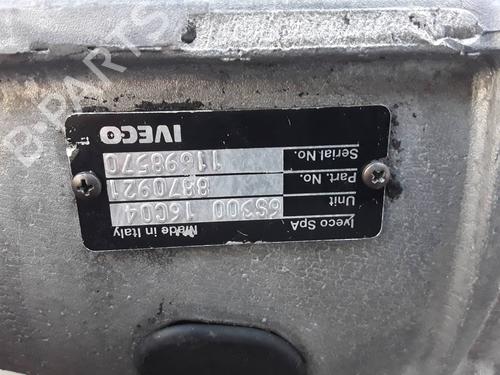 IVECO
Serial.No. 11698570
Part. No. 8870921
Unit 6S300 16C04
Iveco SpA Made in Italy
B-PARTS